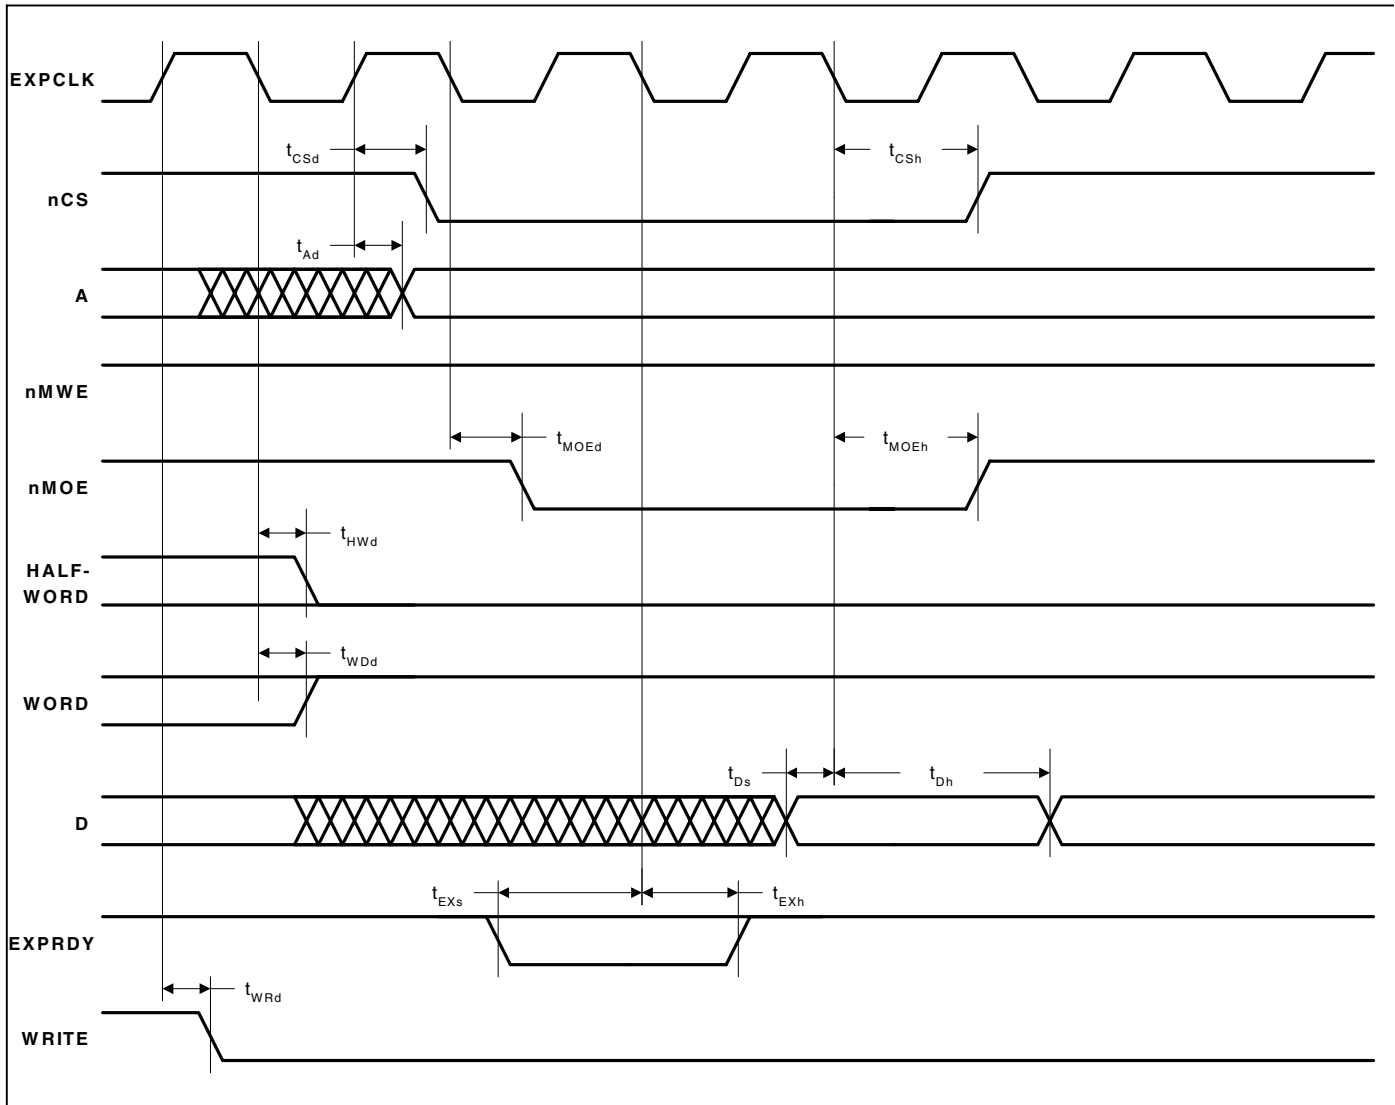 EXPCLK
tCSd
tCSh
nCS
tAd
A
nMWE
tMOEd
tMOEh
nMOE
tHWd
HALF-
WORD
tWDd
WORD
tDs
tDh
D
tEXs
tEXh
EXPRDY
tWRd
WRITE